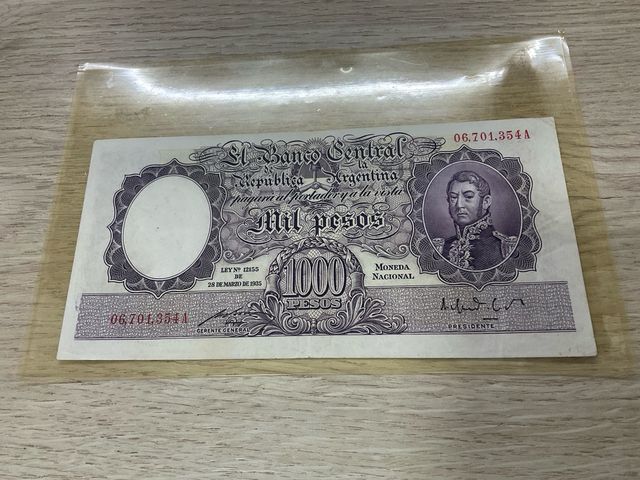 06,701,354A
El Banco Central
de la
República Argentina
pagará al portador y a la vista
Mil pesos
LEY Nº 12155
DE
28 DE MARZO DE 1935
1000
PESOS
MONEDA
NACIONAL
06,701,354A
GERENTE GENERAL
PRESIDENTE